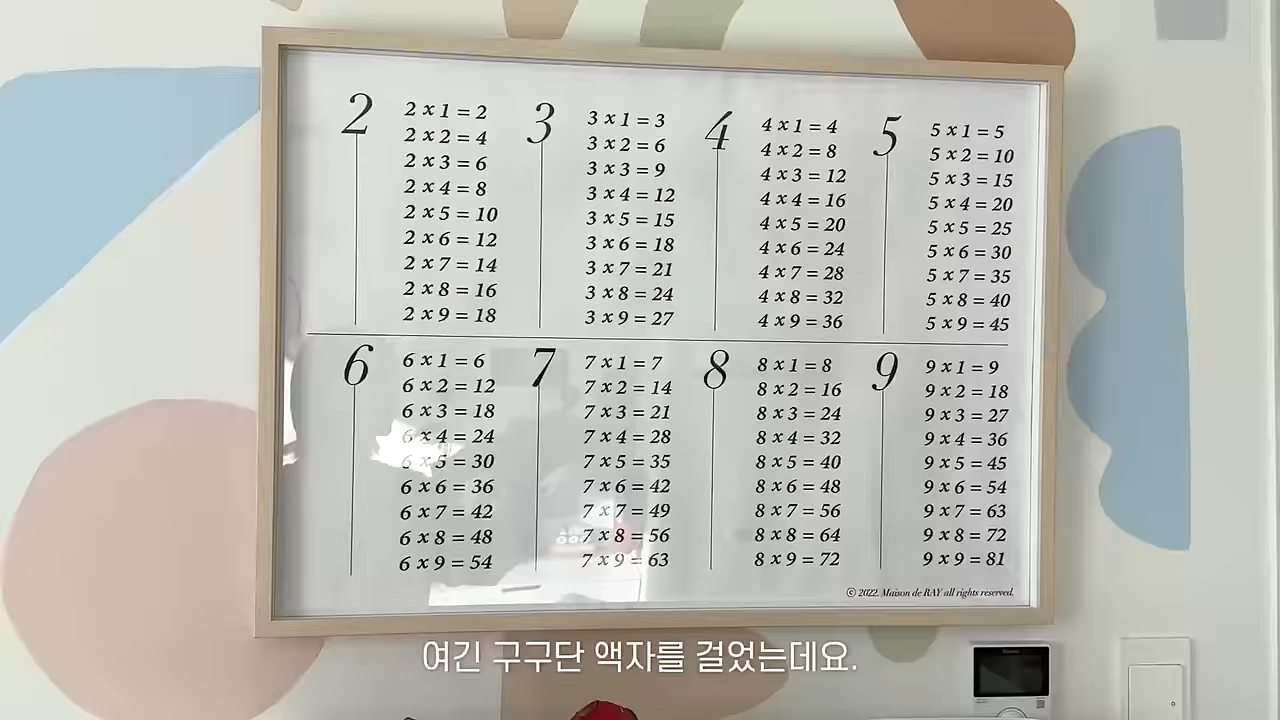 2
2 x 1 = 2
2 x 2 = 4
2 x 3 = 6
2 x 4 = 8
2 x 5 = 10
2 x 6 = 12
2 x 7 = 14
2 x 8 = 16
2 x 9 = 18
3
3 x 1 = 3
3 x 2 = 6
3 x 3 = 9
3 x 4 = 12
3 x 5 = 15
3 x 6 = 18
3 x 7 = 21
3 x 8 = 24
3 x 9 = 27
4
4 x 1 = 4
4 x 2 = 8
4 x 3 = 12
4 x 4 = 16
4 x 5 = 20
4 x 6 = 24
4 x 7 = 28
4 x 8 = 32
4 x 9 = 36
5
5 x 1 = 5
5 x 2 = 10
5 x 3 = 15
5 x 4 = 20
5 x 5 = 25
5 x 6 = 30
5 x 7 = 35
5 x 8 = 40
5 x 9 = 45
6
6 x 1 = 6
6 x 2 = 12
6 x 3 = 18
6 x 4 = 24
6 x 5 = 30
6 x 6 = 36
6 x 7 = 42
6 x 8 = 48
6 x 9 = 54
7
7 x 1 = 7
7 x 2 = 14
7 x 3 = 21
7 x 4 = 28
7 x 5 = 35
7 x 6 = 42
7 x 7 = 49
7 x 8 = 56
7 x 9 = 63
8
8 x 1 = 8
8 x 2 = 16
8 x 3 = 24
8 x 4 = 32
8 x 5 = 40
8 x 6 = 48
8 x 7 = 56
8 x 8 = 64
8 x 9 = 72
9
9 x 1 = 9
9 x 2 = 18
9 x 3 = 27
9 x 4 = 36
9 x 5 = 45
9 x 6 = 54
9 x 7 = 63
9 x 8 = 72
9 x 9 = 81
© 2022. Maison de RAY all rights reserved.
여긴 구구단 액자를 걸었는데요.